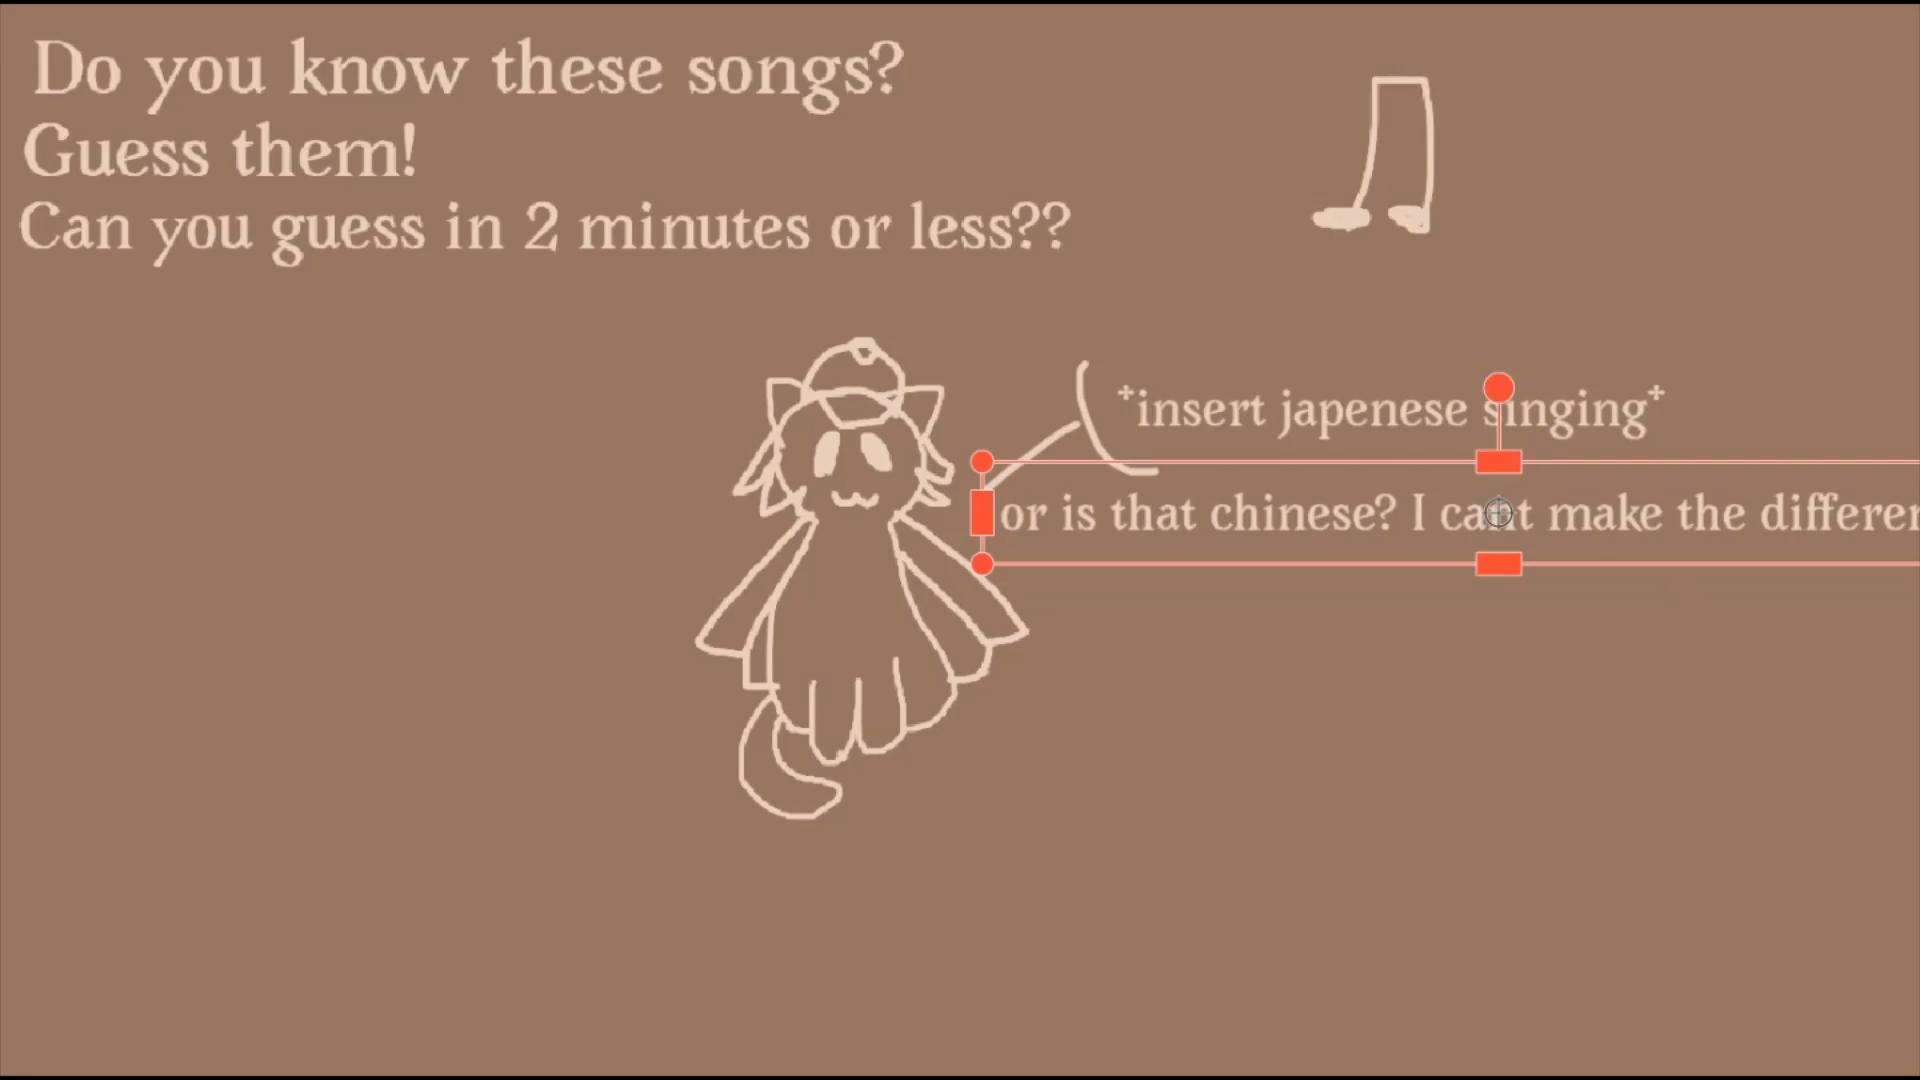 Do you know these songs?
Guess them!
Can you guess in 2 minutes or less??
*insert japenese singing*
or is that chinese? I cant make the differen